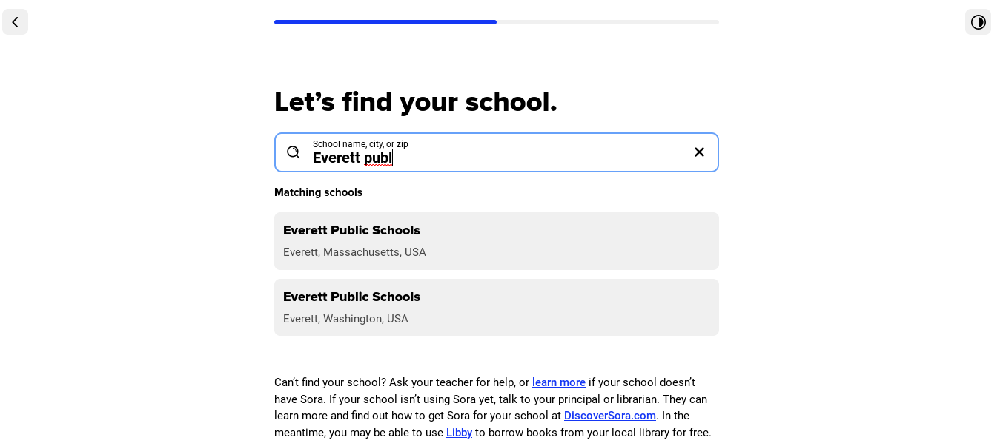 Let’s find your school.
School name, city, or zip
Everett publ
Matching schools
Everett Public Schools
Everett, Massachusetts, USA
Everett Public Schools
Everett, Washington, USA
Can’t find your school? Ask your teacher for help, or learn more if your school doesn’t
have Sora. If your school isn’t using Sora yet, talk to your principal or librarian. They can
learn more and find out how to get Sora for your school at DiscoverSora.com. In the
meantime, you may be able to use Libby to borrow books from your local library for free.